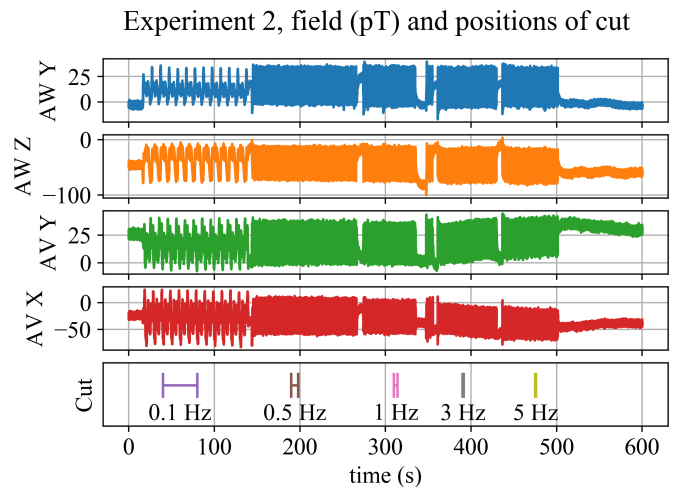 Experiment 2, field (pT) and positions of cut
AW Y
25
0
AW Z
0
−100
AV Y
25
0
AV X
0
−50
Cut
0.1 Hz 0.5 Hz 1 Hz 3 Hz 5 Hz
0 100 200 300 400 500 600
time (s)